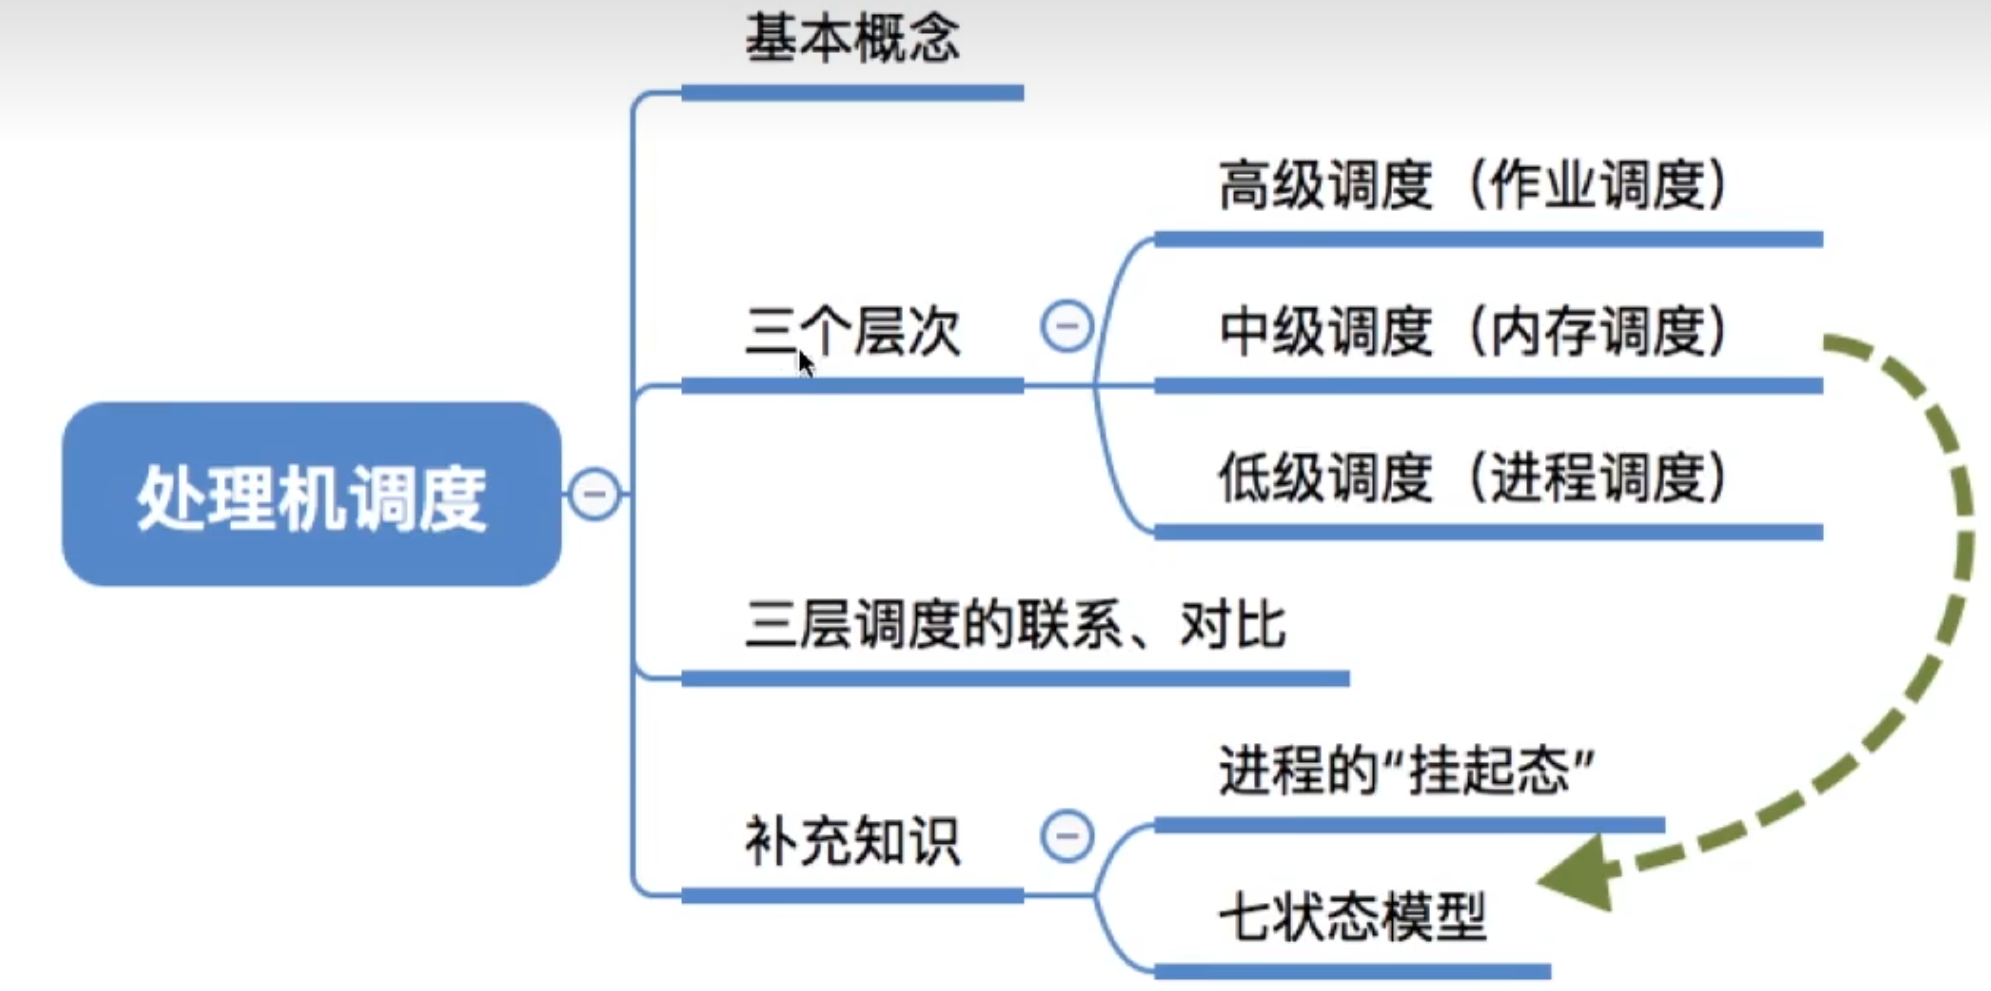 基本概念
高级调度（作业调度）
三个层次
中级调度（内存调度）
低级调度（进程调度）
处理机调度
三层调度的联系、对比
进程的“挂起态”
补充知识
七状态模型